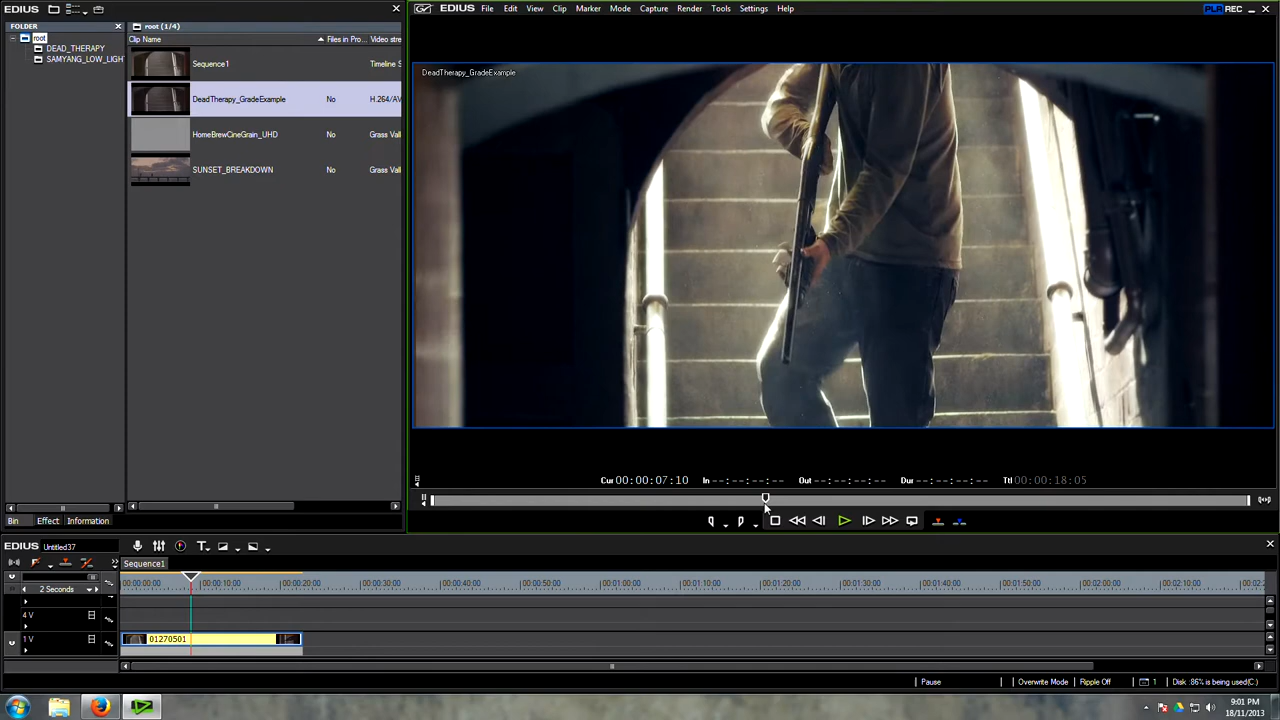 EDIUS
FOLDER
root
DEAD_THERAPY
SAMYANG_LOW_LIGH
root (1/4)
Clip Name Files in Pro... Video stre
Sequence1 Timeline S
DeadTherapy_GradeExample No H.264/AV
HomeBrewCineGrain_UHD No Grass Vall
SUNSET_BREAKDOWN No Grass Vall
Bin Effect Information
EDIUS File Edit View Clip Marker Mode Capture Render Tools Settings Help PLR REC
DeadTherapy_GradeExample
Cur 00:00:07:10 In --:--:--:-- Out --:--:--:-- Dur --:--:--:-- Ttl 00:00:18:05
EDIUS Untitled37
Sequence1
2 Seconds
00:00:00:00 00:00:10:00 00:00:20:00 00:00:30:00 00:00:40:00 00:00:50:00 00:01:00:00 00:01:10:00 00:01:20:00 00:01:30:00 00:01:40:00 00:01:50:00 00:02:00:00 00:02:10:00 00:02:2
4 V
1 V
01270501
Pause Overwrite Mode Ripple Off 1 Disk :86% is being used(C:)
9:01 PM
18/11/2013